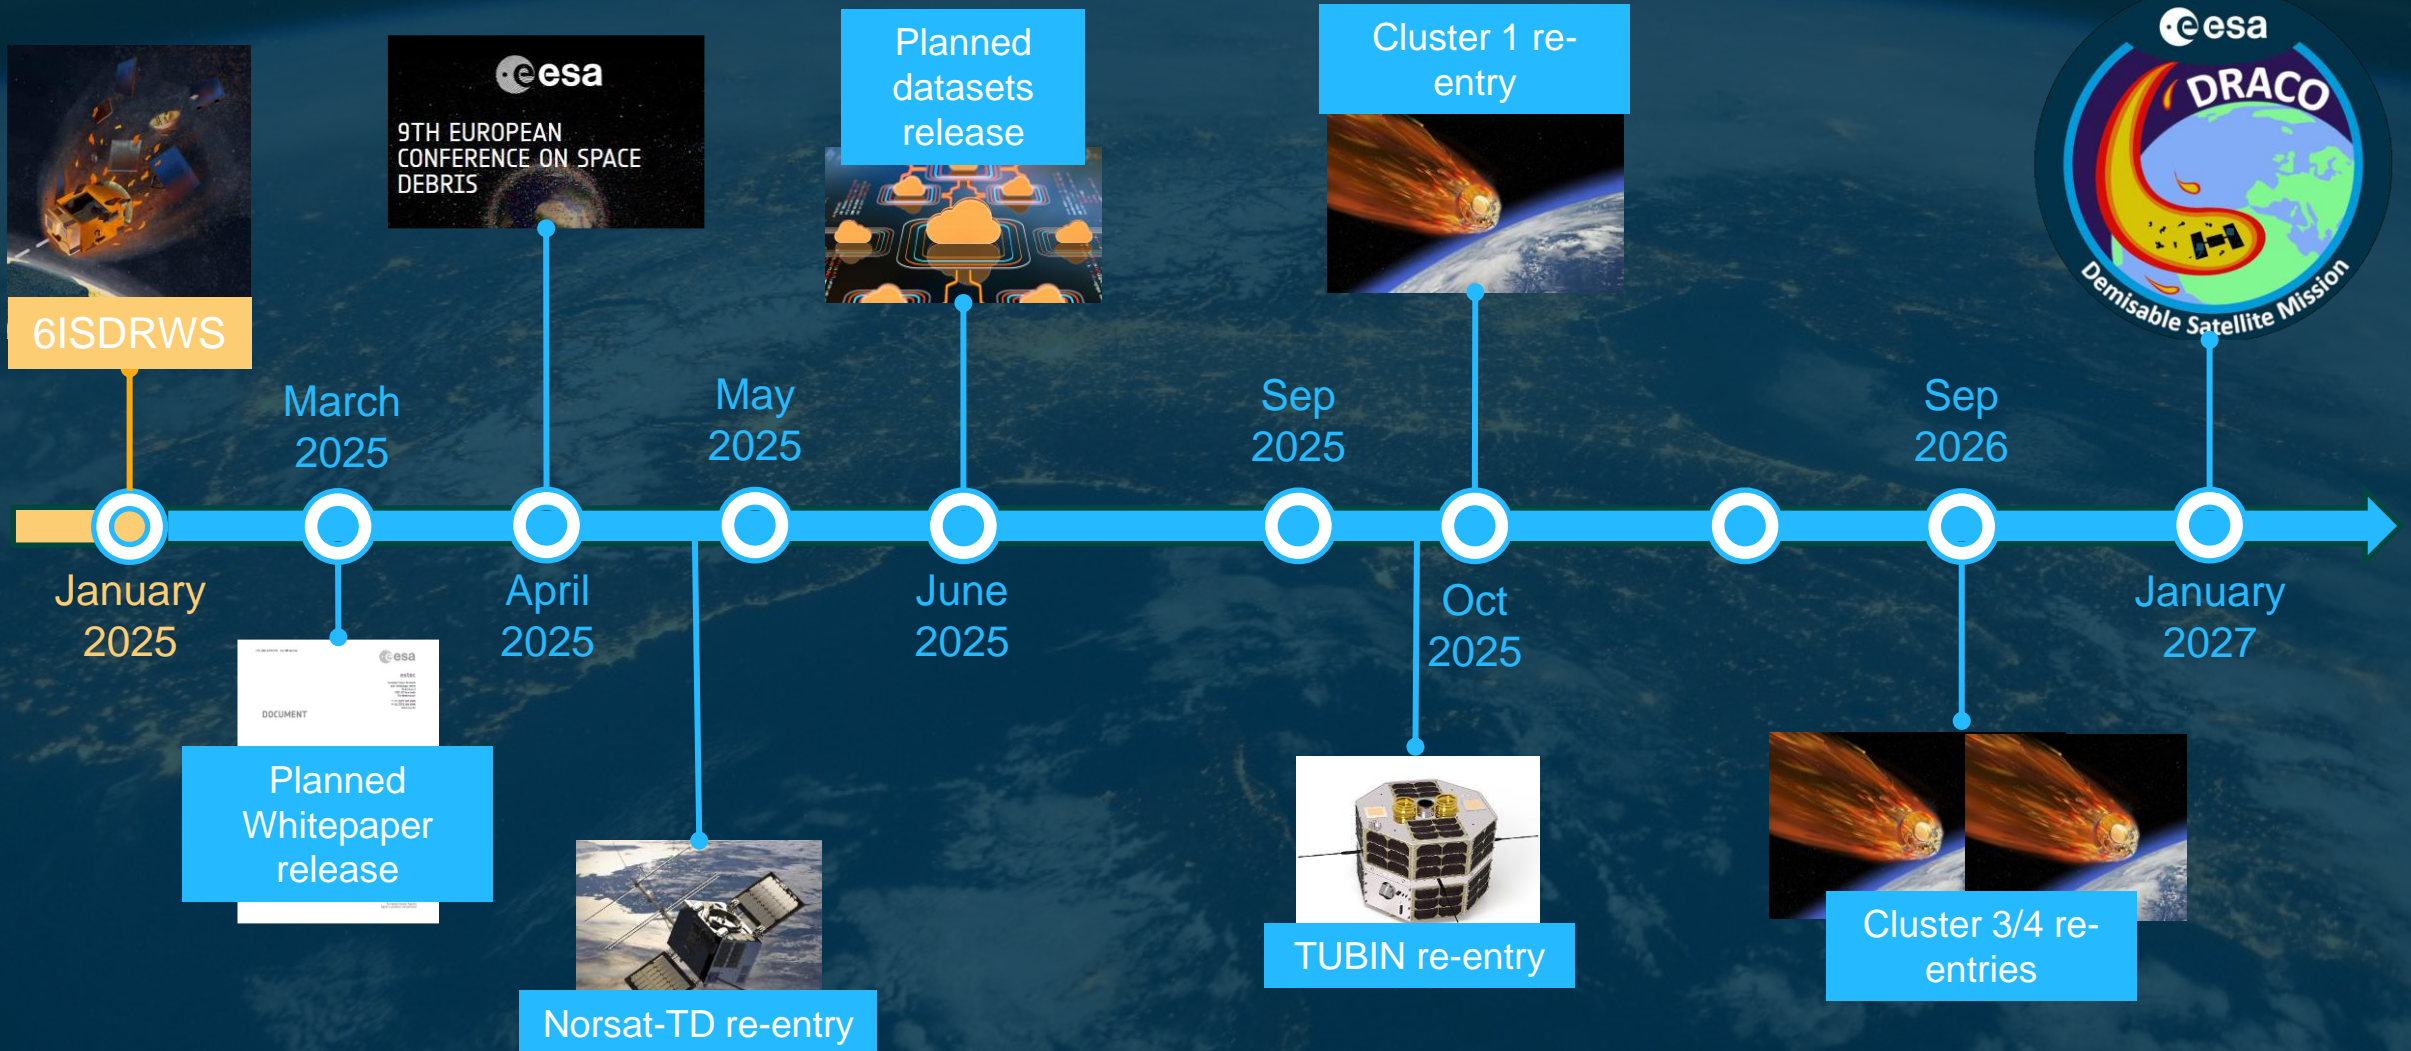 esa
9TH EUROPEAN
CONFERENCE ON SPACE
DEBRIS
Planned
datasets
release
Cluster 1 re-
entry
esa
DRACO
Demisable Satellite Mission
6ISDRWS
March
2025
May
2025
Sep
2025
Sep
2026
January
2025
April
2025
June
2025
Oct
2025
January
2027
esa
estec
DOCUMENT
Planned
Whitepaper
release
Norsat-TD re-entry
TUBIN re-entry
Cluster 3/4 re-
entries